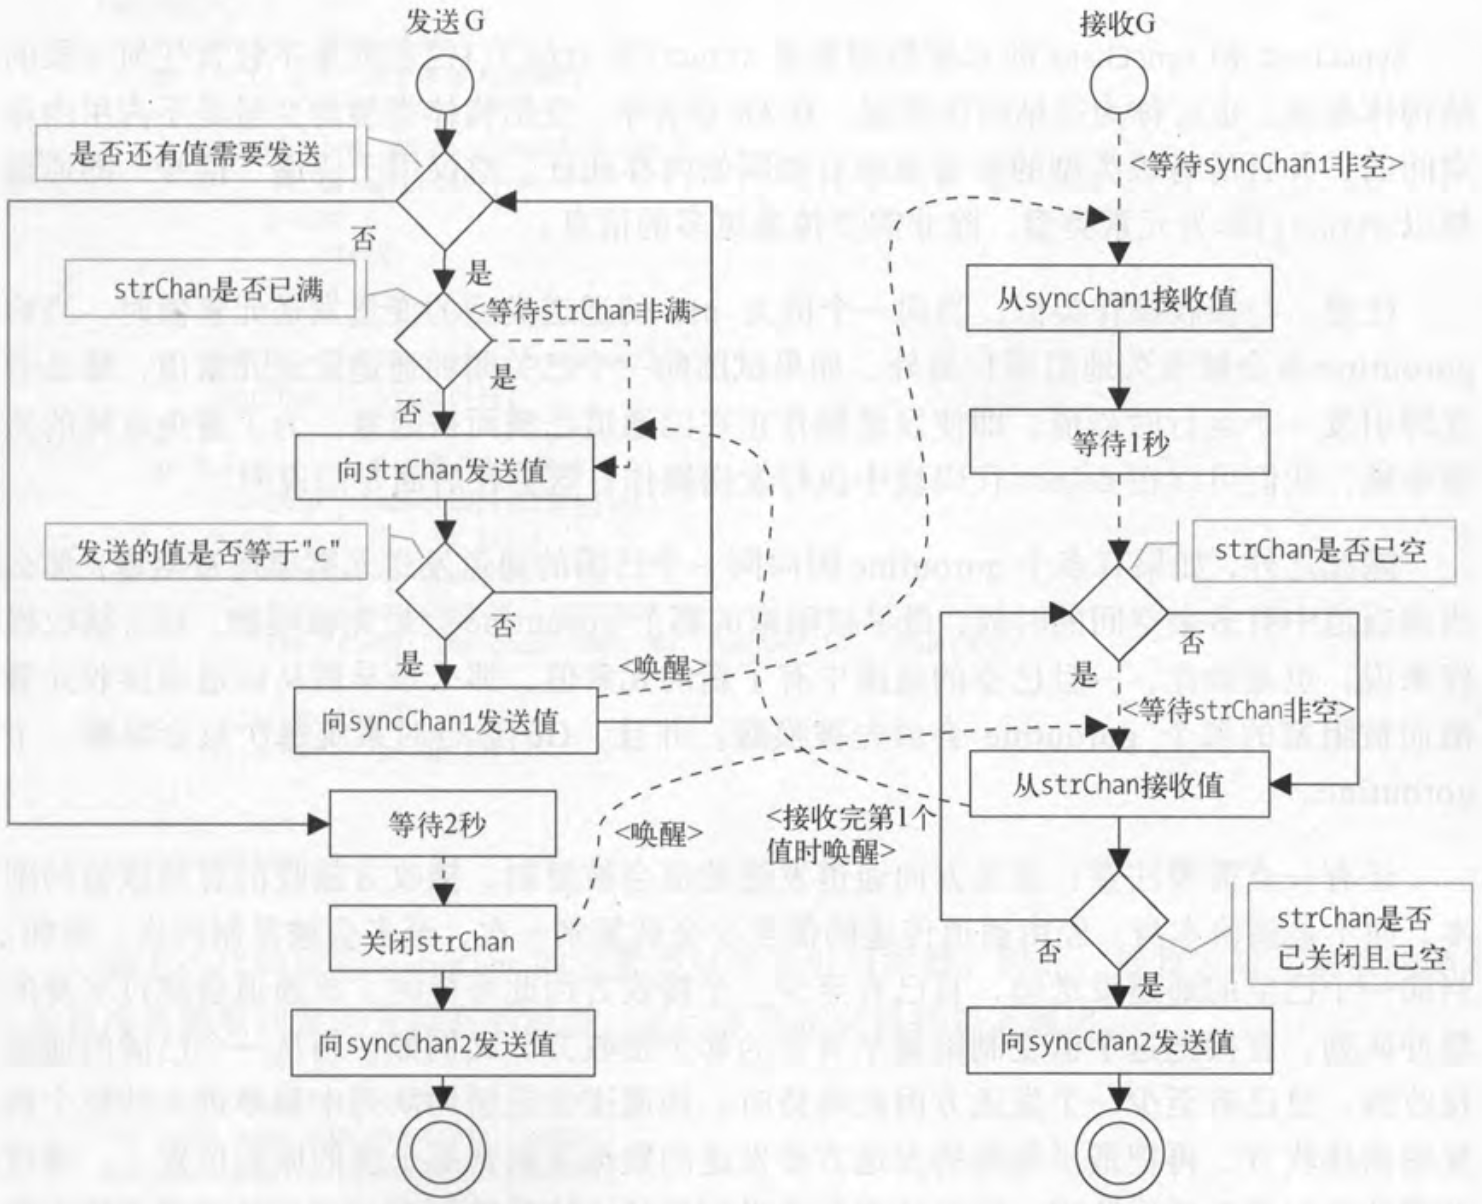 发送G
接收G
是否还有值需要发送
<等待syncChan1非空>
否
是
strChan是否已满
<等待strChan非满>
从syncChan1接收值
是
否
等待1秒
向strChan发送值
发送的值是否等于"C"
strChan是否已空
否
否
是
<唤醒>
是
向syncChan1发送值
<等待strChan非空>
从strChan接收值
等待2秒
<唤醒>
<接收完第1个
值时唤醒>
关闭strChan
strChan是否
已关闭且已空
否
是
向syncChan2发送值
向syncChan2发送值